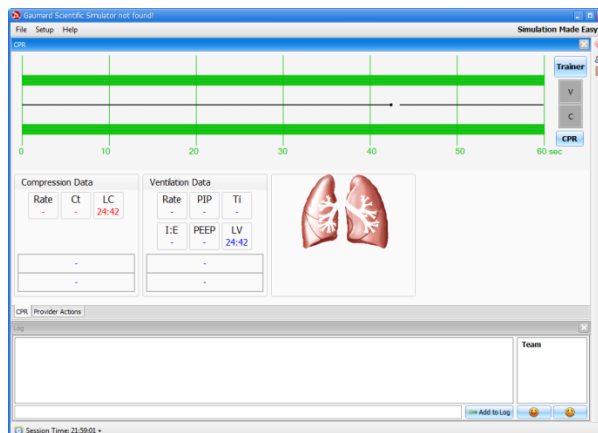 Gaumard Scientific Simulator not found!
File Setup Help Simulation Made Easy
CPR
Trainer
V
C
CPR
0 10 20 30 40 50 60 sec
Compression Data Ventilation Data
Rate Ct LC Rate PIP Ti
- - 24:42 - - -
I:E PEEP LV
- - 24:42
- -
- -
CPR Provider Actions
Log
Team
Add to Log
Session Time: 21:59:01